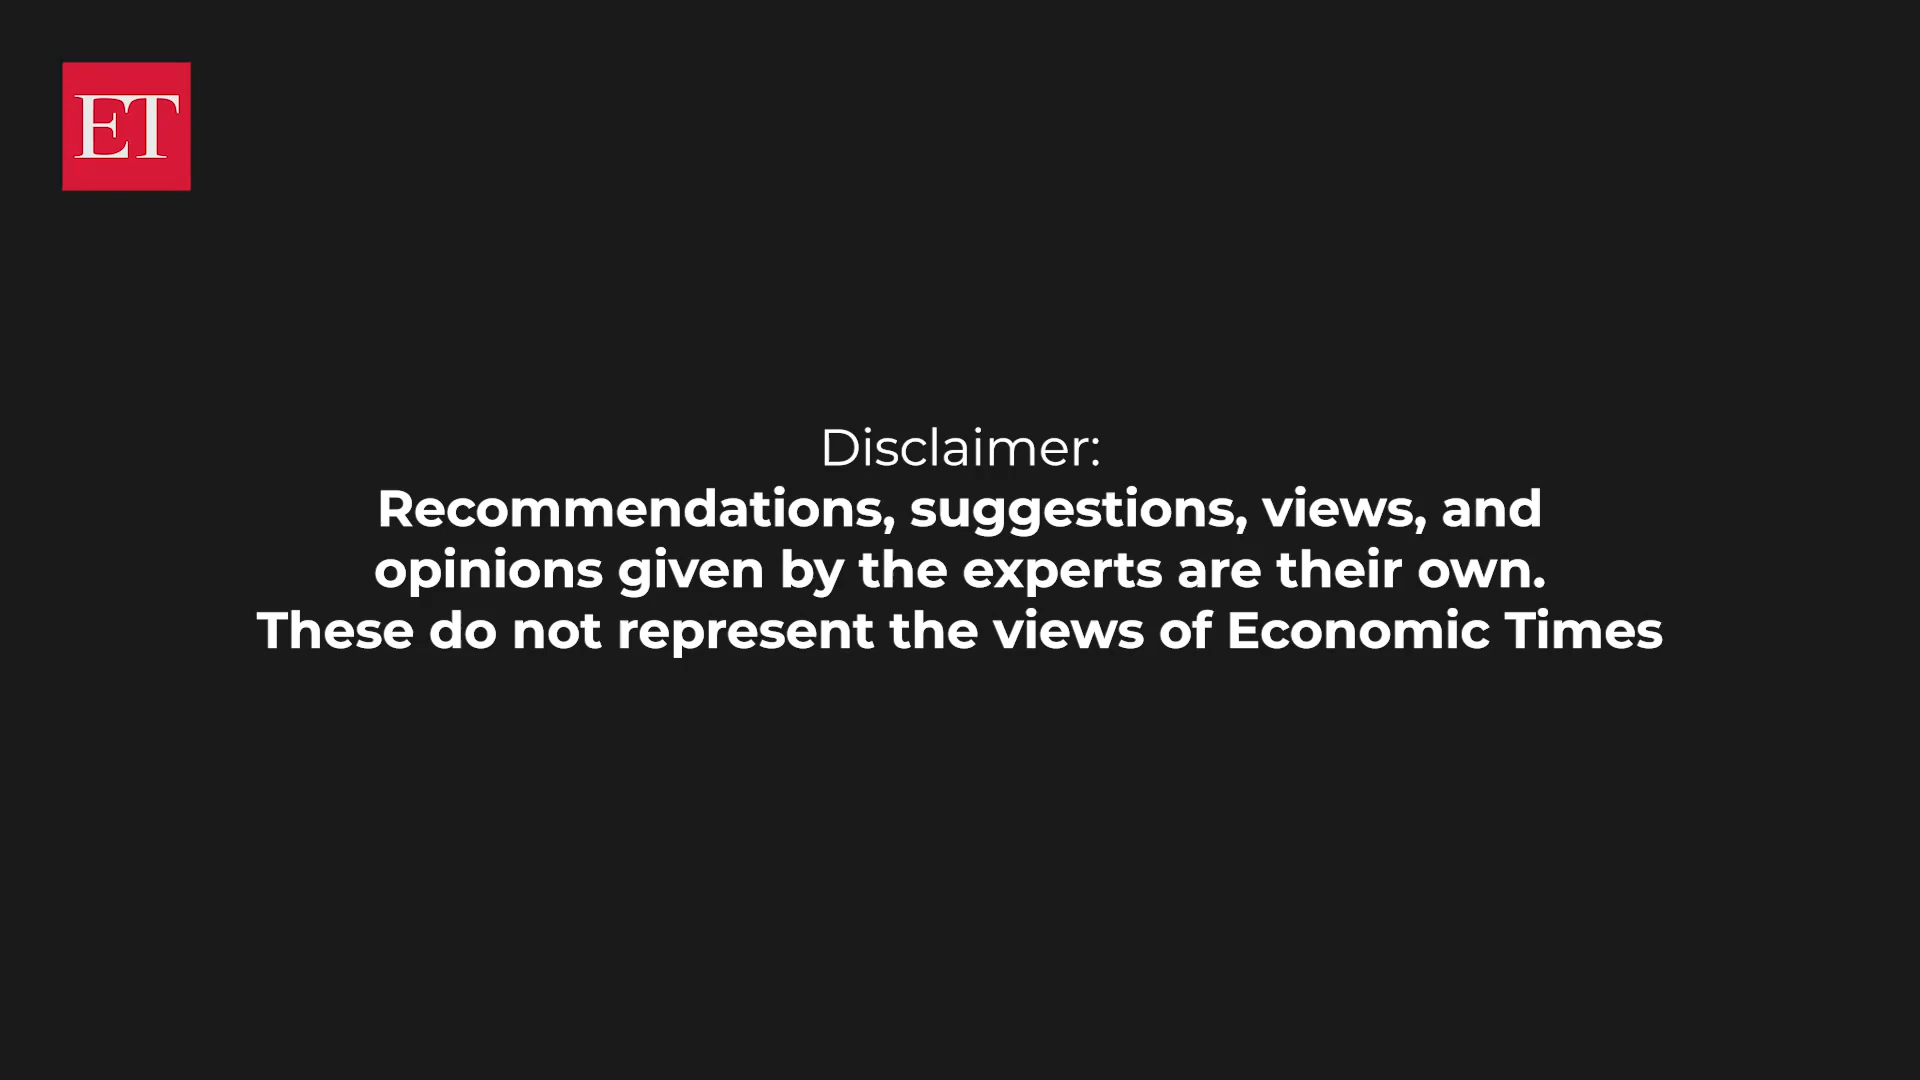 ET
Disclaimer:
Recommendations, suggestions, views, and
opinions given by the experts are their own.
These do not represent the views of Economic Times